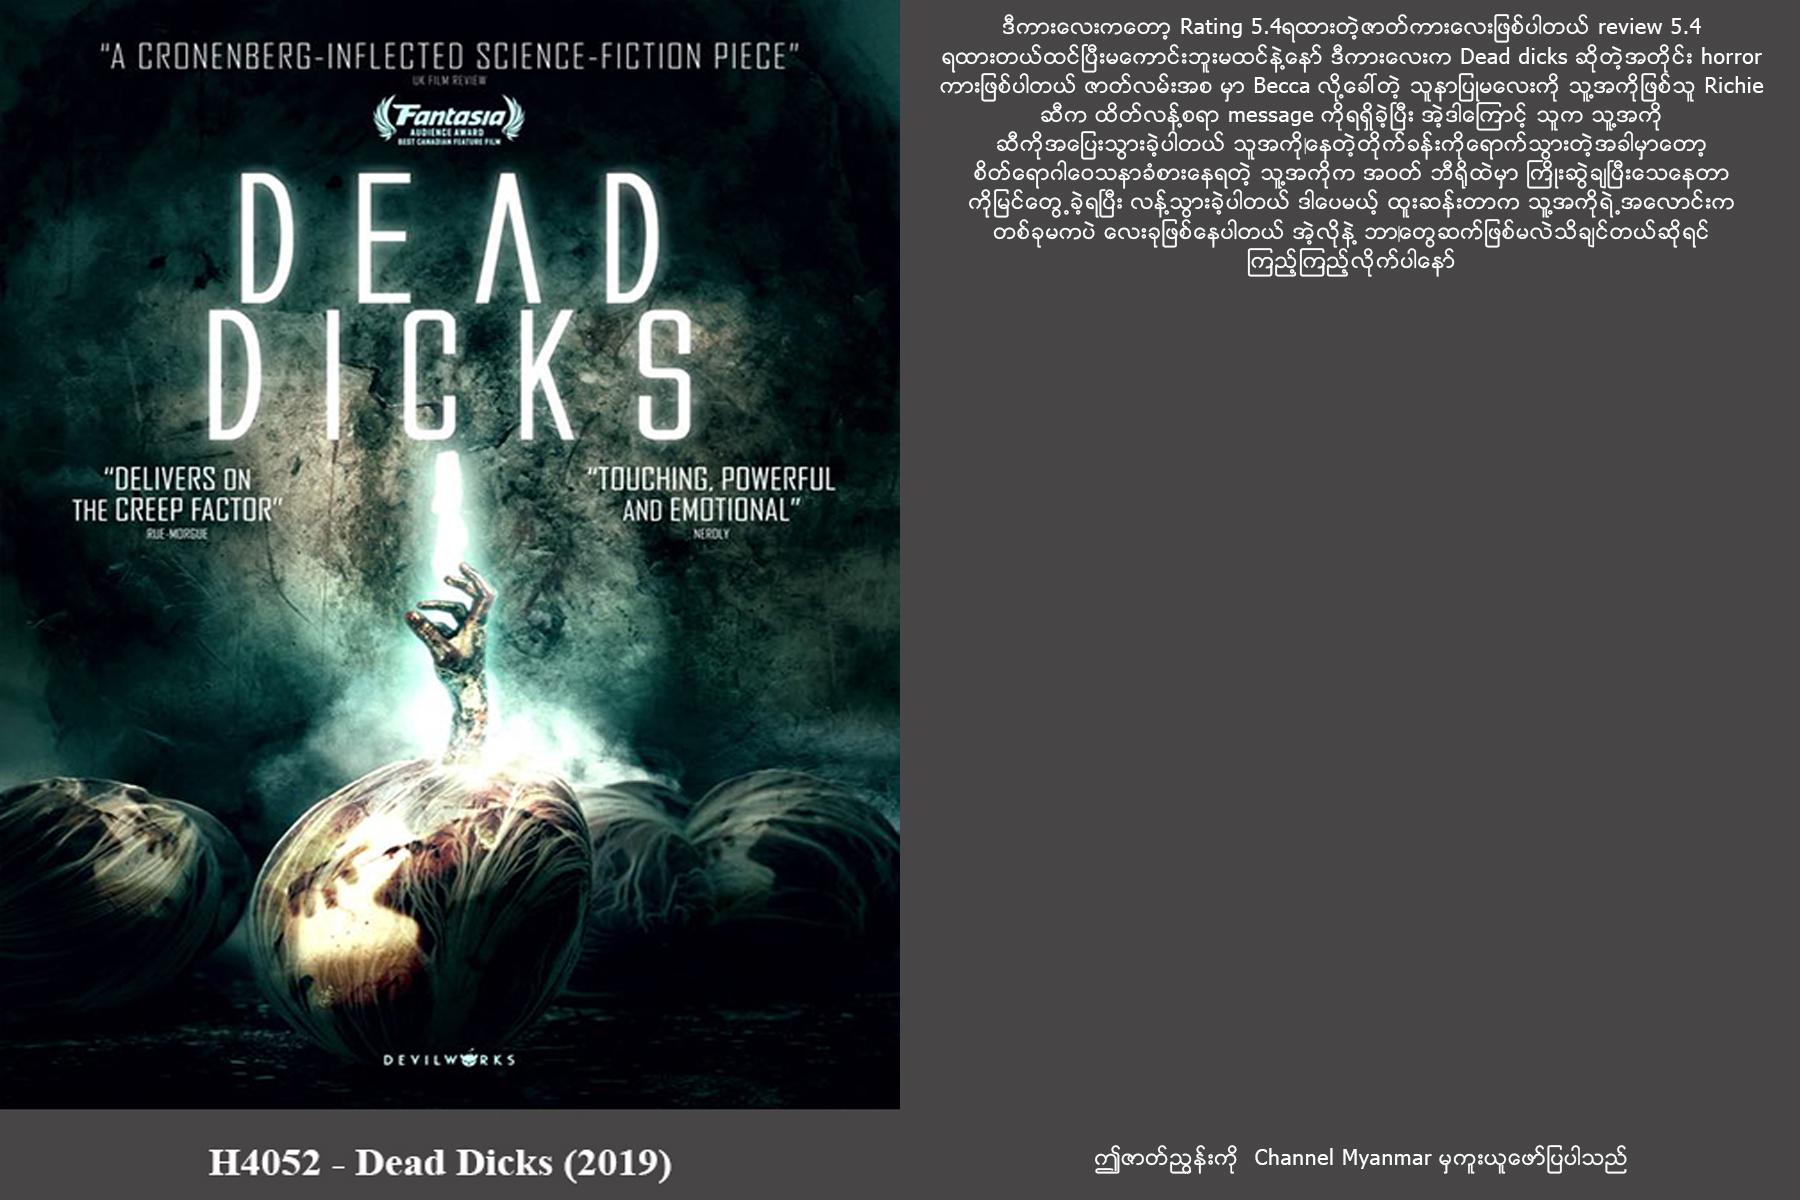 “A CRONENBERG-INFLECTED SCIENCE-FICTION PIECE”
UK FILM REVIEW
Fantasia
AUDIENCE AWARD
BEST CANADIAN FEATURE FILM
DEAD
DICKS
“DELIVERS ON
THE CREEP FACTOR”
RUE-MORGUE
“TOUCHING, POWERFUL
AND EMOTIONAL”
NERDLY
DEVILWORKS
H4052 - Dead Dicks (2019)
ဒီကားလေးကတော့ Rating 5.4ရထားတဲ့ဇာတ်ကားလေးဖြစ်ပါတယ် review 5.4
ရထားတယ်ထင်ပြီးမကောင်းဘူးမထင်နဲ့နော် ဒီကားလေးက Dead dicks ဆိုတဲ့အတိုင်း horror
ကားဖြစ်ပါတယ် ဇာတ်လမ်းအစ မှာ Becca လို့ခေါ်တဲ့ သူနာပြုမလေးကို သူ့အကိုဖြစ်သူ Richie
ဆီက ထိတ်လန့်စရာ message ကိုရရှိခဲ့ပြီး အဲ့ဒါကြောင့် သူက သူ့အကို
ဆီကိုအပြေးသွားခဲ့ပါတယ် သူအကိုနေတဲ့တိုက်ခန်းကိုရောက်သွားတဲ့အခါမှာတော့
စိတ်ရောဂါဝေသနာခံစားနေရတဲ့ သူ့အကိုက အဝတ် ဘီရိုထဲမှာ ကြိုးဆွဲချပြီးသေနေတာ
ကိုမြင်တွေ့ခဲ့ရပြီး လန့်သွားခဲ့ပါတယ် ဒါပေမယ့် ထူးဆန်းတာက သူ့အကိုရဲ့အလောင်းက
တစ်ခုမကပဲ လေးခုဖြစ်နေပါတယ် အဲ့လိုနဲ့ ဘာတွေဆက်ဖြစ်မလဲသိချင်တယ်ဆိုရင်
ကြည့်ကြည့်လိုက်ပါနော်
ဤဇာတ်ညွှန်းကို Channel Myanmar မှကူးယူဖော်ပြပါသည်